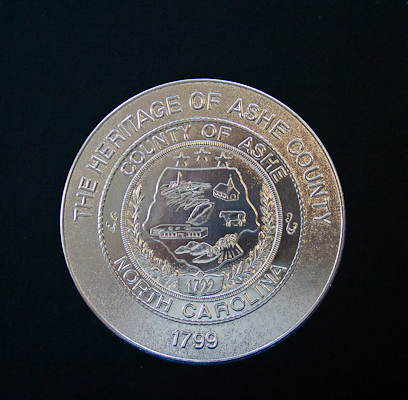 THE HERITAGE OF ASHE COUNTY
COUNTY OF ASHE
1799
NORTH CAROLINA
1799